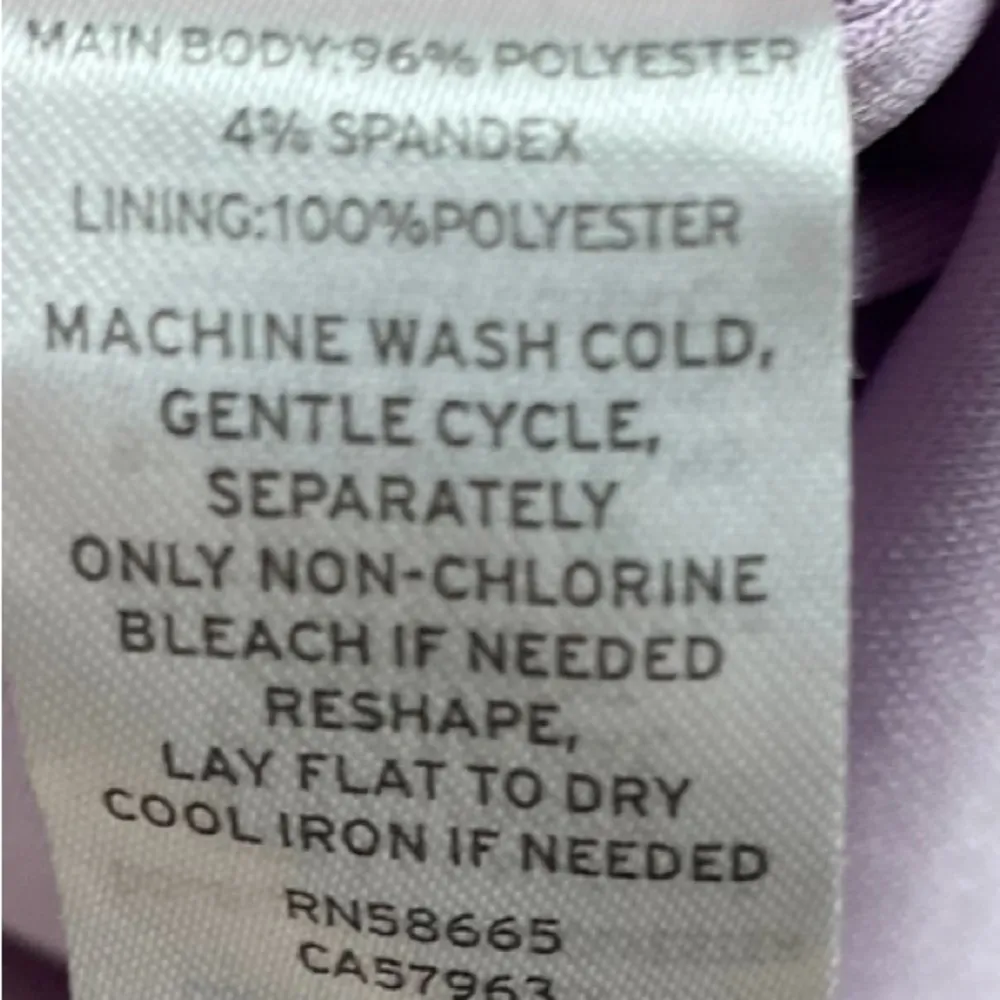 MAIN BODY:96% POLYESTER
4% SPANDEX
LINING:100%POLYESTER
MACHINE WASH COLD,
GENTLE CYCLE,
SEPARATELY
ONLY NON-CHLORINE
BLEACH IF NEEDED
RESHAPE,
LAY FLAT TO DRY
COOL IRON IF NEEDED
RN58665
CA57963